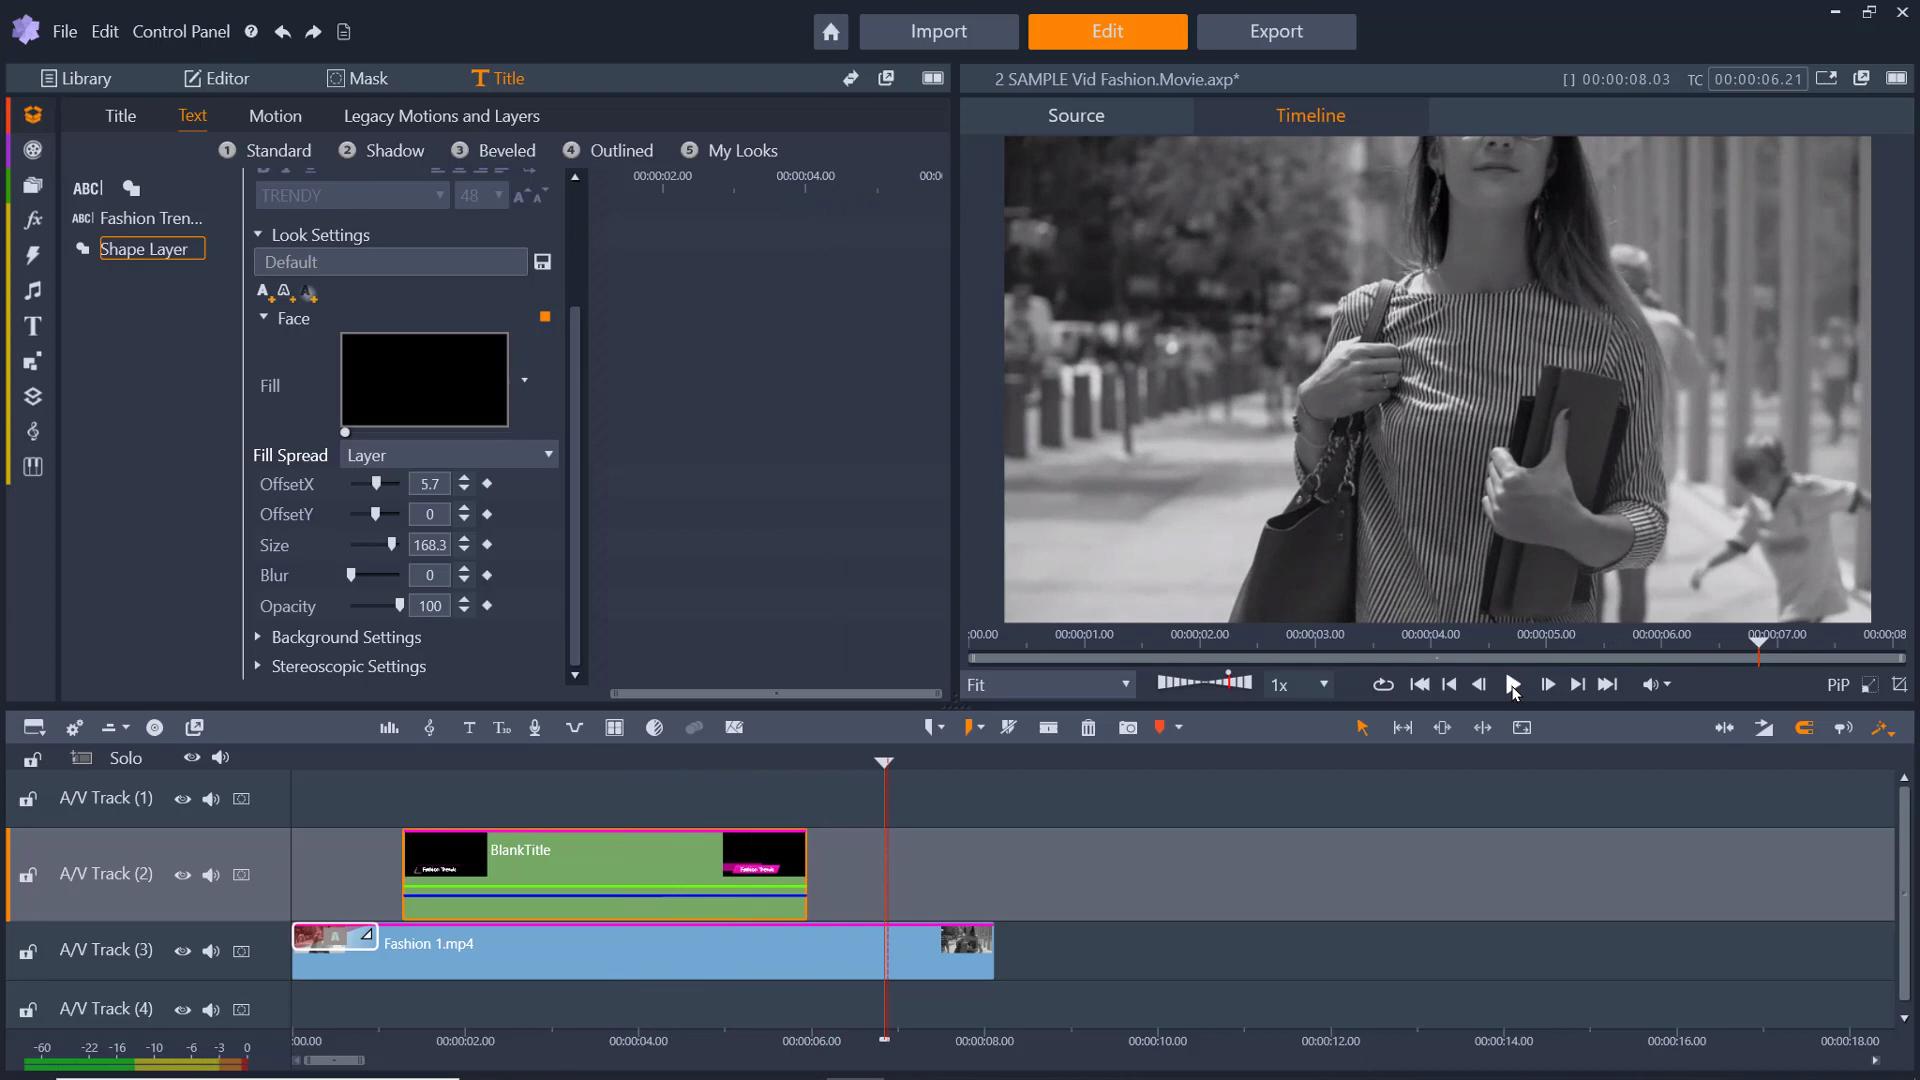 File Edit Control Panel
Import Edit Export
Library Editor Mask Title
2 SAMPLE Vid Fashion.Movie.axp* [ ] 00:00:08.03 TC 00:00:06.21
Title Text Motion Legacy Motions and Layers
Source Timeline
1 Standard 2 Shadow 3 Beveled 4 Outlined 5 My Looks
00:00:02.00 00:00:04.00 00:0
ABC
TRENDY 48
ABC Fashion Tren...
Look Settings
Shape Layer
Default
Face
Fill
Fill Spread Layer
OffsetX 5.7
OffsetY 0
Size 168.3
Blur 0
Opacity 100
Background Settings
Stereoscopic Settings
:00.00 00:00:01.00 00:00:02.00 00:00:03.00 00:00:04.00 00:00:05.00 00:00:06.00 00:00:07.00 00:00:08
Fit 1x PiP
Solo
A/V Track (1)
BlankTitle
Fashion Trends Fashion Trends
A/V Track (2)
A
Fashion 1.mp4
A/V Track (3)
A/V Track (4)
:00.00 00:00:02.00 00:00:04.00 00:00:06.00 00:00:08.00 00:00:10.00 00:00:12.00 00:00:14.00 00:00:16.00 00:00:18.00
-60 -22 -16 -6 -3 0